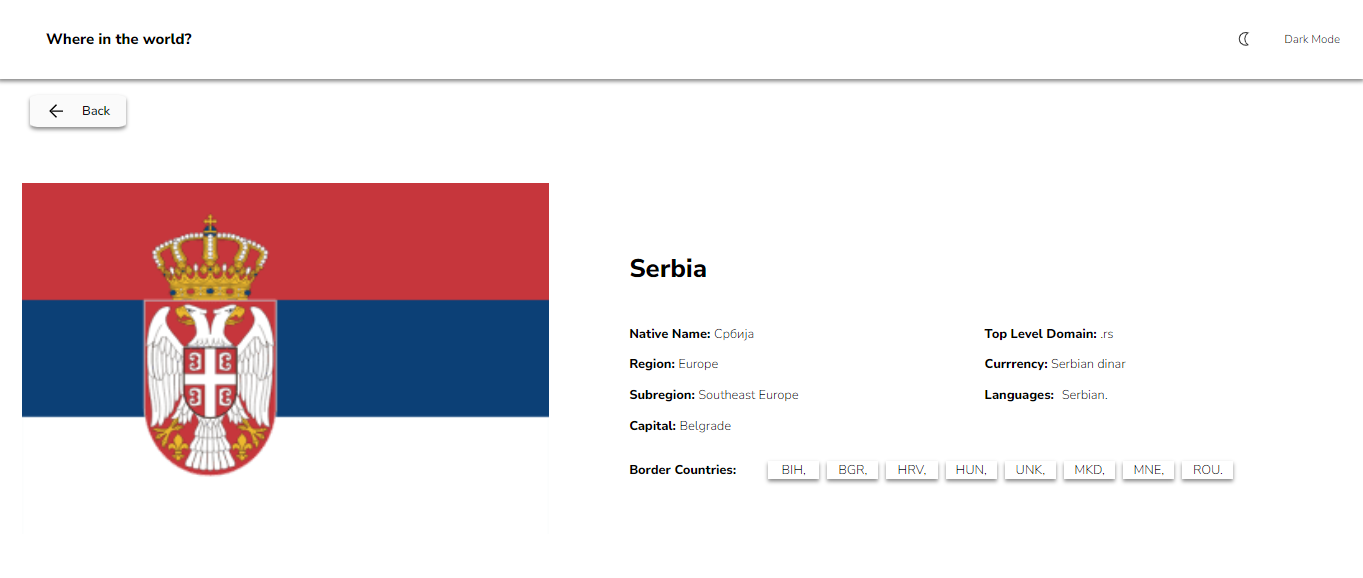 Where in the world?
Dark Mode
Back
Serbia
Native Name: Србија
Region: Europe
Subregion: Southeast Europe
Capital: Belgrade
Top Level Domain: .rs
Currrency: Serbian dinar
Languages: Serbian.
Border Countries: BIH, BGR, HRV, HUN, UNK, MKD, MNE, ROU.